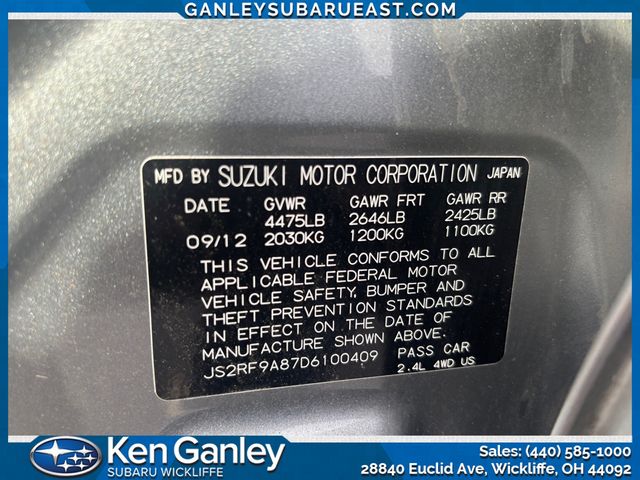 GANLEYSUBARUEAST.COM
MFD BY SUZUKI MOTOR CORPORATION JAPAN
DATE GVWR GAWR FRT GAWR RR
4475LB 2646LB 2425LB
09/12 2030KG 1200KG 1100KG
THIS VEHICLE CONFORMS TO ALL
APPLICABLE FEDERAL MOTOR
VEHICLE SAFETY, BUMPER AND
THEFT PREVENTION STANDARDS
IN EFFECT ON THE DATE OF
MANUFACTURE SHOWN ABOVE.
JS2RF9A87D6100409 PASS CAR
2.4L 4WD US
Ken Ganley
SUBARU WICKLIFFE
Sales: (440) 585-1000
28840 Euclid Ave, Wickliffe, OH 44092